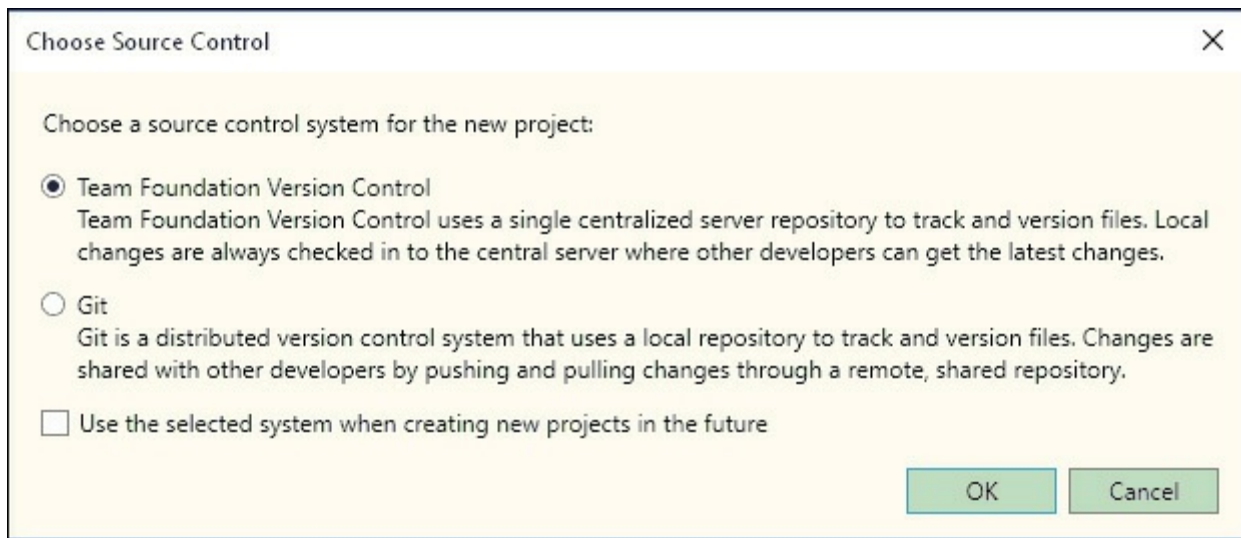 Choose Source Control
Choose a source control system for the new project:
Team Foundation Version Control
Team Foundation Version Control uses a single centralized server repository to track and version files. Local
changes are always checked in to the central server where other developers can get the latest changes.
Git
Git is a distributed version control system that uses a local repository to track and version files. Changes are
shared with other developers by pushing and pulling changes through a remote, shared repository.
Use the selected system when creating new projects in the future
OK Cancel